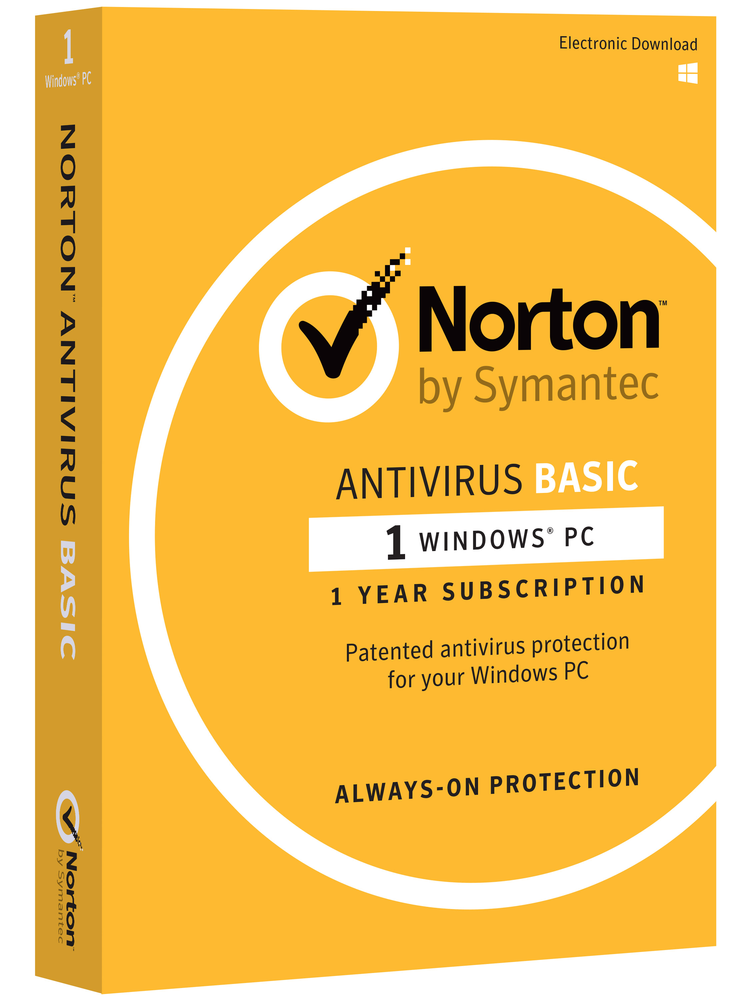 1
Windows® PC
NORTON™ ANTIVIRUS BASIC
Norton™
by Symantec
Electronic Download
Norton™
by Symantec
ANTIVIRUS BASIC
1 WINDOWS® PC
1 YEAR SUBSCRIPTION
Patented antivirus protection
for your Windows PC
ALWAYS-ON PROTECTION